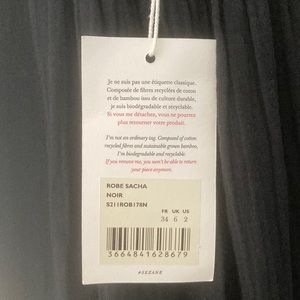 Je ne suis pas une étiquette classique.
Composée de fibres recyclées de coton
et de bambou issu de culture durable,
je suis biodégradable et recyclable.
Si vous me détachez, vous ne pourrez
plus retourner votre produit.
I'm not an ordinary tag. Composed of cotton
recycled fibres and sustainable grown bamboo,
I'm biodegradable and recyclable.
If you remove me, you won't be able to return
your piece anymore.
ROBE SACHA
NOIR
S211ROB178N
FR UK US
34 6 2
3664841628679
#SEZANE